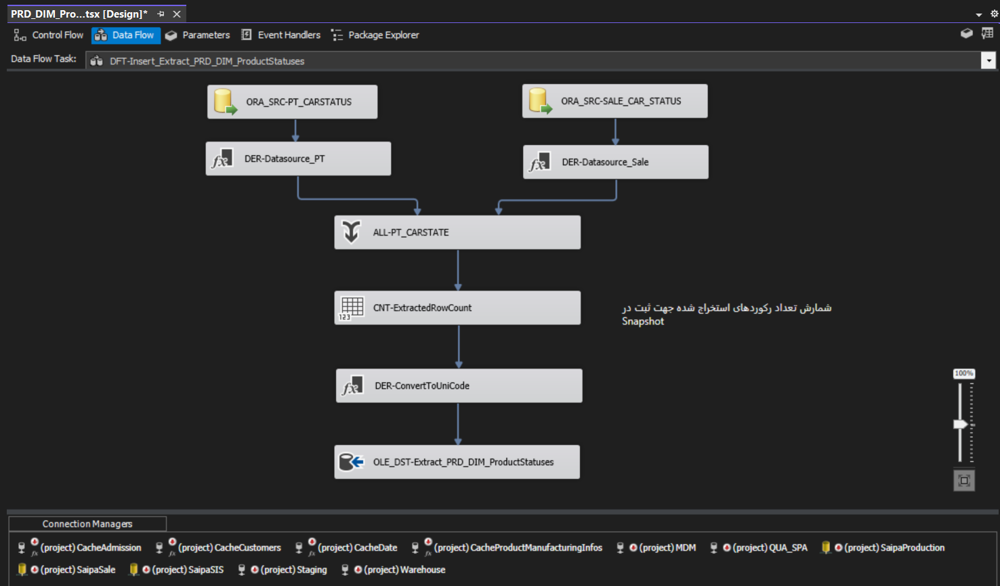 PRD_DIM_Pro...tsx [Design]*
Control Flow
Data Flow
Parameters
Event Handlers
Package Explorer
Data Flow Task:
DFT-Insert_Extract_PRD_DIM_ProductStatuses
ORA_SRC-PT_CARSTATUS
ORA_SRC-SALE_CAR_STATUS
DER-Datasource_PT
DER-Datasource_Sale
ALL-PT_CARSTATE
123
CNT-ExtractedRowCount
شمارش تعداد رکوردهای استخراج شده جهت ثبت در
Snapshot
100%
fx
DER-ConvertToUniCode
OLE_DST-Extract_PRD_DIM_ProductStatuses
Connection Managers
(project) CacheAdmission
(project) CacheCustomers
(project) CacheDate
(project) CacheProductManufacturingInfos
(project) MDM
(project) QUA_SPA
(project) SaipaProduction
(project) SaipaSale
(project) SaipaSIS
(project) Staging
(project) Warehouse